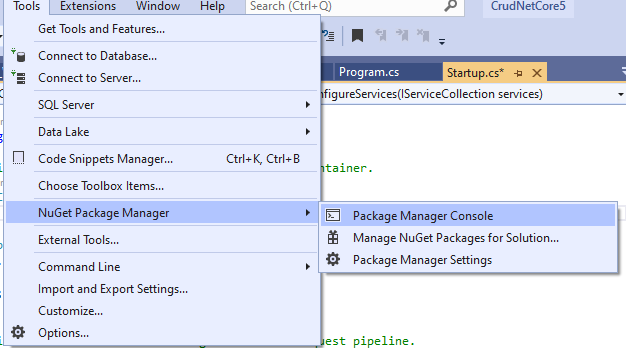 Tools Extensions Window Help Search (Ctrl+Q) CrudNetCore5
Get Tools and Features...
Connect to Database...
Connect to Server...
Program.cs Startup.cs*
SQL Server
nfigureServices(IServiceCollection services)
Data Lake
Code Snippets Manager... Ctrl+K, Ctrl+B
ntainer.
Choose Toolbox Items...
NuGet Package Manager
Package Manager Console
Manage NuGet Packages for Solution...
Package Manager Settings
External Tools...
Command Line
Import and Export Settings...
Customize...
Options...
quest pipeline.